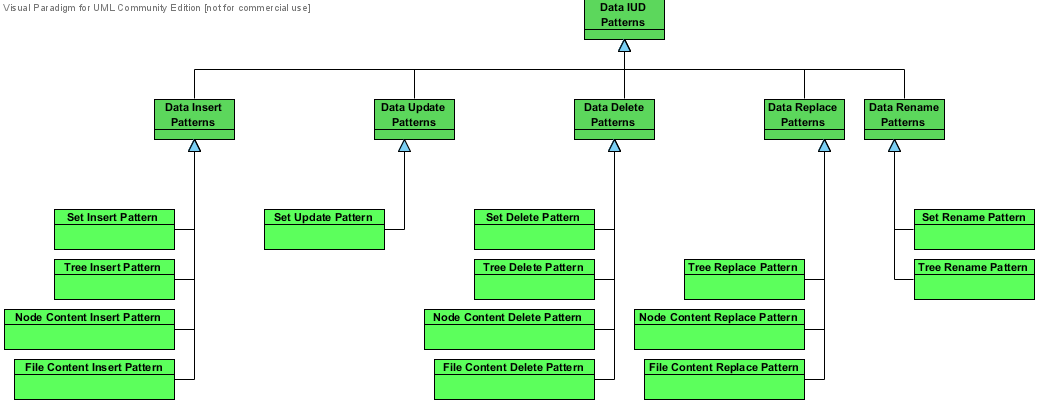 Visual Paradigm for UML Community Edition [not for commercial use]
Data IUD
Patterns
Data Insert
Patterns
Data Update
Patterns
Data Delete
Patterns
Data Replace
Patterns
Data Rename
Patterns
Set Insert Pattern
Set Update Pattern
Set Delete Pattern
Set Rename Pattern
Tree Insert Pattern
Tree Delete Pattern
Tree Replace Pattern
Tree Rename Pattern
Node Content Insert Pattern
Node Content Delete Pattern
Node Content Replace Pattern
File Content Insert Pattern
File Content Delete Pattern
File Content Replace Pattern